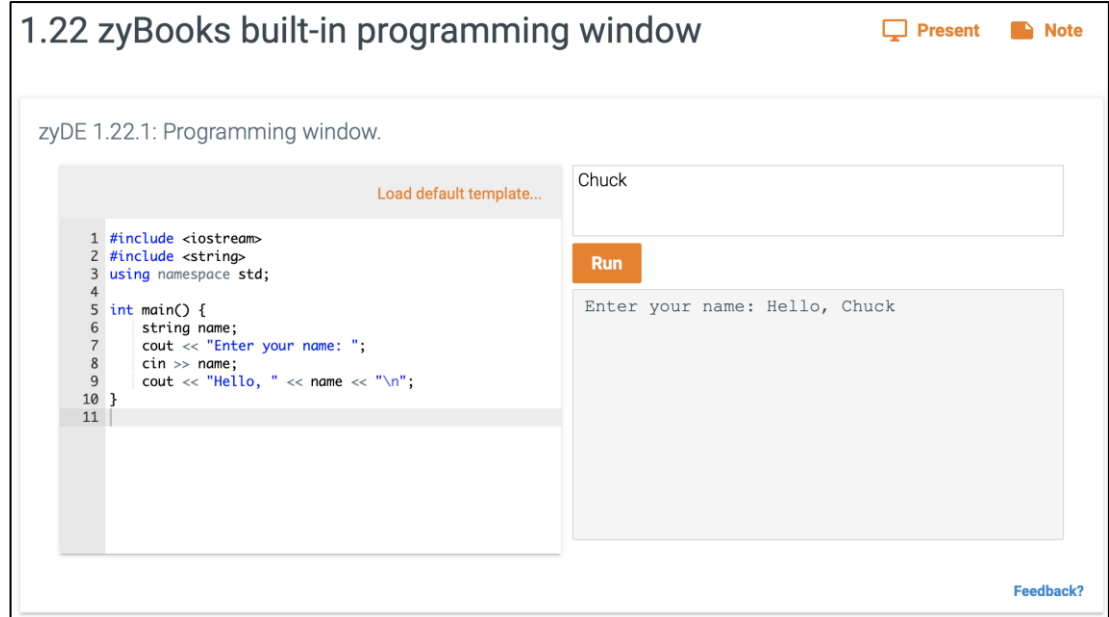 1.22 zyBooks built-in programming window
Present
Note
zyDE 1.22.1: Programming window.
Load default template...
1 #include <iostream>
2 #include <string>
3 using namespace std;
4
5 int main() {
6     string name;
7     cout << "Enter your name: ";
8     cin >> name;
9     cout << "Hello, " << name << "\n";
10 }
11
Chuck
Run
Enter your name: Hello, Chuck
Feedback?